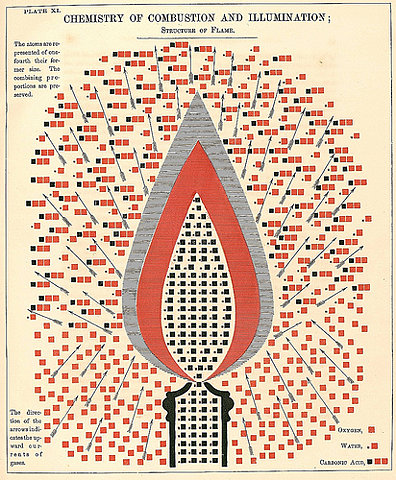 PLATE XI.
CHEMISTRY OF COMBUSTION AND ILLUMINATION;
STRUCTURE OF FLAME.
The atoms are re-
presented of one-
fourth their for-
mer size. The
combining pro-
portions are pre-
served.
The direc-
tion of the
arrows indi-
cates the up-
ward cur-
rents of
gases.
OXYGEN,
WATER,
CARBONIC ACID,